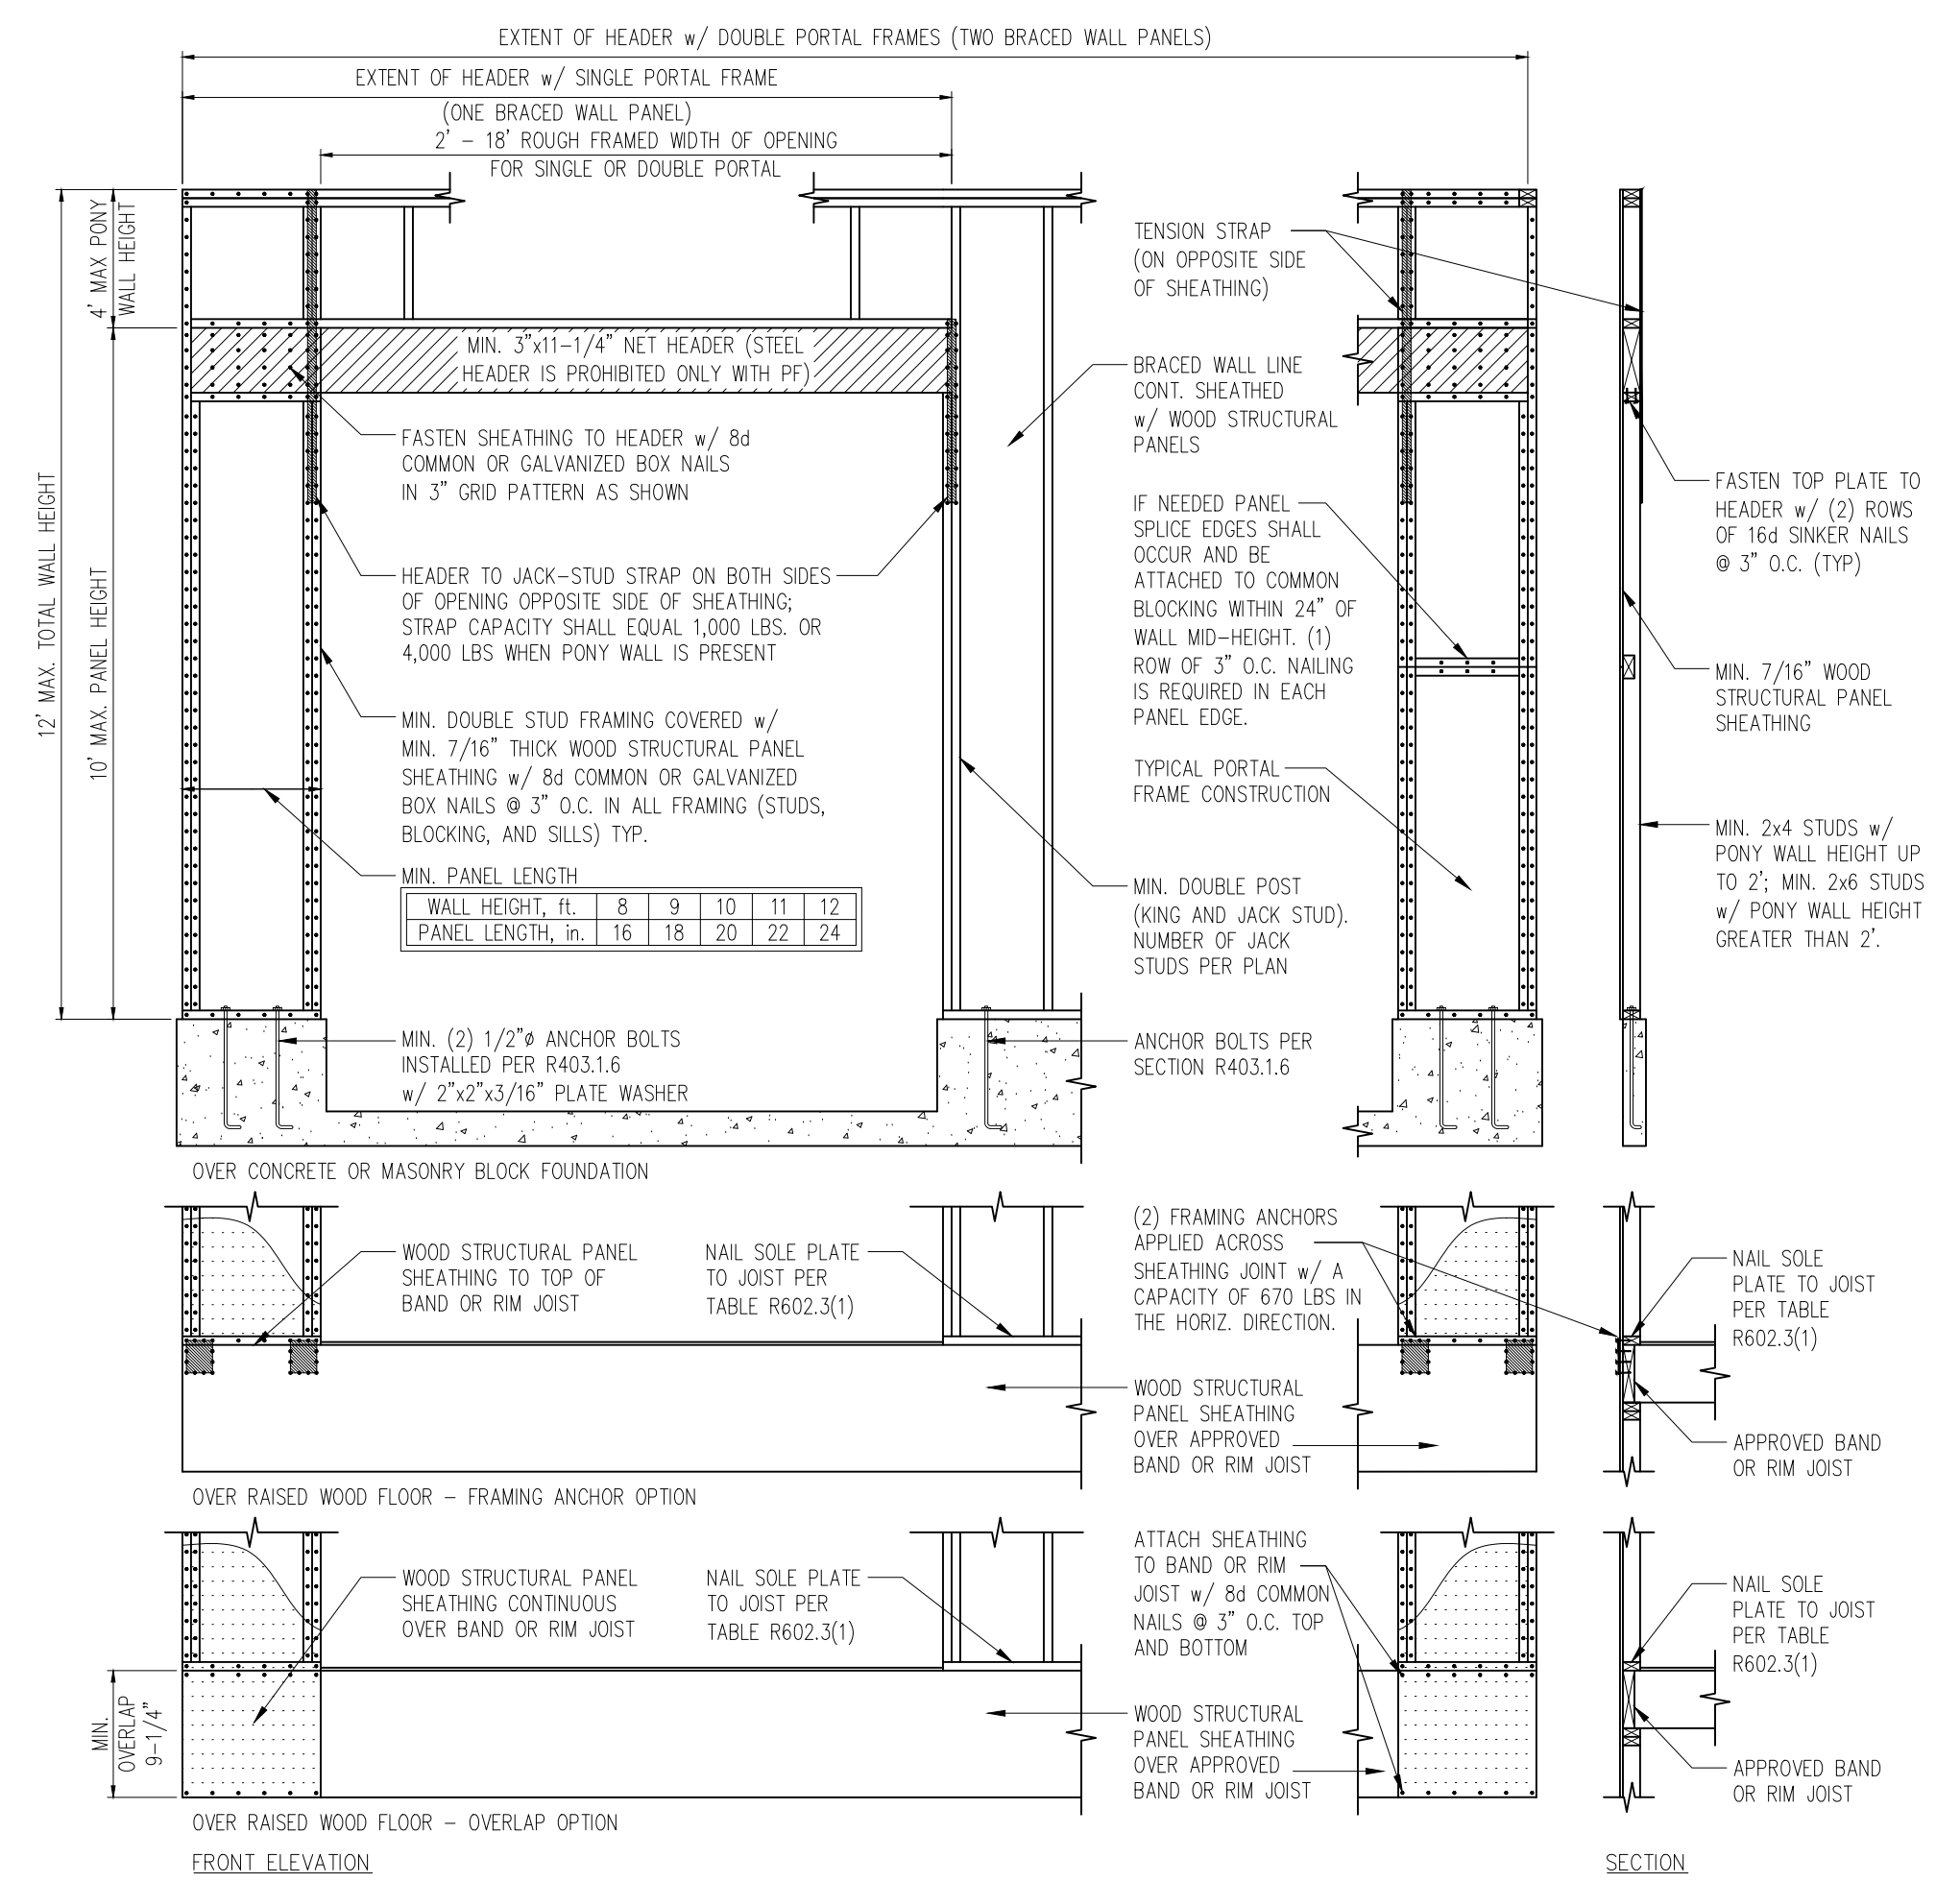 EXTENT OF HEADER w/ DOUBLE PORTAL FRAMES (TWO BRACED WALL PANELS)
EXTENT OF HEADER w/ SINGLE PORTAL FRAME
(ONE BRACED WALL PANEL)
2' - 18' ROUGH FRAMED WIDTH OF OPENING
FOR SINGLE OR DOUBLE PORTAL
12' MAX. TOTAL WALL HEIGHT
4' MAX PONY
WALL HEIGHT
10' MAX. PANEL HEIGHT
MIN. 3"x11-1/4" NET HEADER (STEEL
HEADER IS PROHIBITED ONLY WITH PF)
FASTEN SHEATHING TO HEADER w/ 8d
COMMON OR GALVANIZED BOX NAILS
IN 3" GRID PATTERN AS SHOWN
HEADER TO JACK-STUD STRAP ON BOTH SIDES
OF OPENING OPPOSITE SIDE OF SHEATHING;
STRAP CAPACITY SHALL EQUAL 1,000 LBS. OR
4,000 LBS WHEN PONY WALL IS PRESENT
MIN. DOUBLE STUD FRAMING COVERED w/
MIN. 7/16" THICK WOOD STRUCTURAL PANEL
SHEATHING w/ 8d COMMON OR GALVANIZED
BOX NAILS @ 3" O.C. IN ALL FRAMING (STUDS,
BLOCKING, AND SILLS) TYP.
MIN. PANEL LENGTH
WALL HEIGHT, ft. 8 9 10 11 12
PANEL LENGTH, in. 16 18 20 22 24
MIN. (2) 1/2"ø ANCHOR BOLTS
INSTALLED PER R403.1.6
w/ 2"x2"x3/16" PLATE WASHER
TENSION STRAP
(ON OPPOSITE SIDE
OF SHEATHING)
BRACED WALL LINE
CONT. SHEATHED
w/ WOOD STRUCTURAL
PANELS
IF NEEDED PANEL
SPLICE EDGES SHALL
OCCUR AND BE
ATTACHED TO COMMON
BLOCKING WITHIN 24" OF
WALL MID-HEIGHT. (1)
ROW OF 3" O.C. NAILING
IS REQUIRED IN EACH
PANEL EDGE.
TYPICAL PORTAL
FRAME CONSTRUCTION
MIN. DOUBLE POST
(KING AND JACK STUD).
NUMBER OF JACK
STUDS PER PLAN
ANCHOR BOLTS PER
SECTION R403.1.6
FASTEN TOP PLATE TO
HEADER w/ (2) ROWS
OF 16d SINKER NAILS
@ 3" O.C. (TYP)
MIN. 7/16" WOOD
STRUCTURAL PANEL
SHEATHING
MIN. 2x4 STUDS w/
PONY WALL HEIGHT UP
TO 2'; MIN. 2x6 STUDS
w/ PONY WALL HEIGHT
GREATER THAN 2'.
OVER CONCRETE OR MASONRY BLOCK FOUNDATION
WOOD STRUCTURAL PANEL
SHEATHING TO TOP OF
BAND OR RIM JOIST
NAIL SOLE PLATE
TO JOIST PER
TABLE R602.3(1)
(2) FRAMING ANCHORS
APPLIED ACROSS
SHEATHING JOINT w/ A
CAPACITY OF 670 LBS IN
THE HORIZ. DIRECTION.
WOOD STRUCTURAL
PANEL SHEATHING
OVER APPROVED
BAND OR RIM JOIST
NAIL SOLE
PLATE TO JOIST
PER TABLE
R602.3(1)
APPROVED BAND
OR RIM JOIST
OVER RAISED WOOD FLOOR - FRAMING ANCHOR OPTION
MIN.
OVERLAP
9-1/4"
WOOD STRUCTURAL PANEL
SHEATHING CONTINUOUS
OVER BAND OR RIM JOIST
NAIL SOLE PLATE
TO JOIST PER
TABLE R602.3(1)
ATTACH SHEATHING
TO BAND OR RIM
JOIST w/ 8d COMMON
NAILS @ 3" O.C. TOP
AND BOTTOM
WOOD STRUCTURAL
PANEL SHEATHING
OVER APPROVED
BAND OR RIM JOIST
NAIL SOLE
PLATE TO JOIST
PER TABLE
R602.3(1)
APPROVED BAND
OR RIM JOIST
OVER RAISED WOOD FLOOR - OVERLAP OPTION
FRONT ELEVATION
SECTION